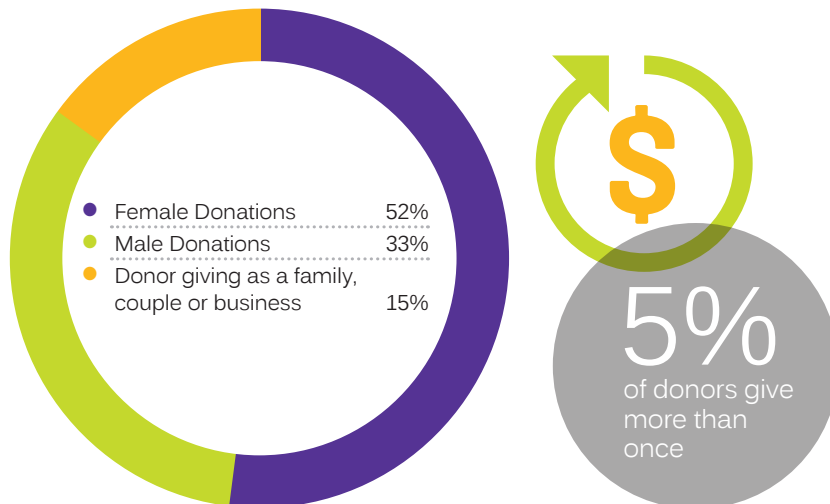 Female Donations 52%
Male Donations 33%
Donor giving as a family,
couple or business 15%
$
5%
of donors give
more than
once